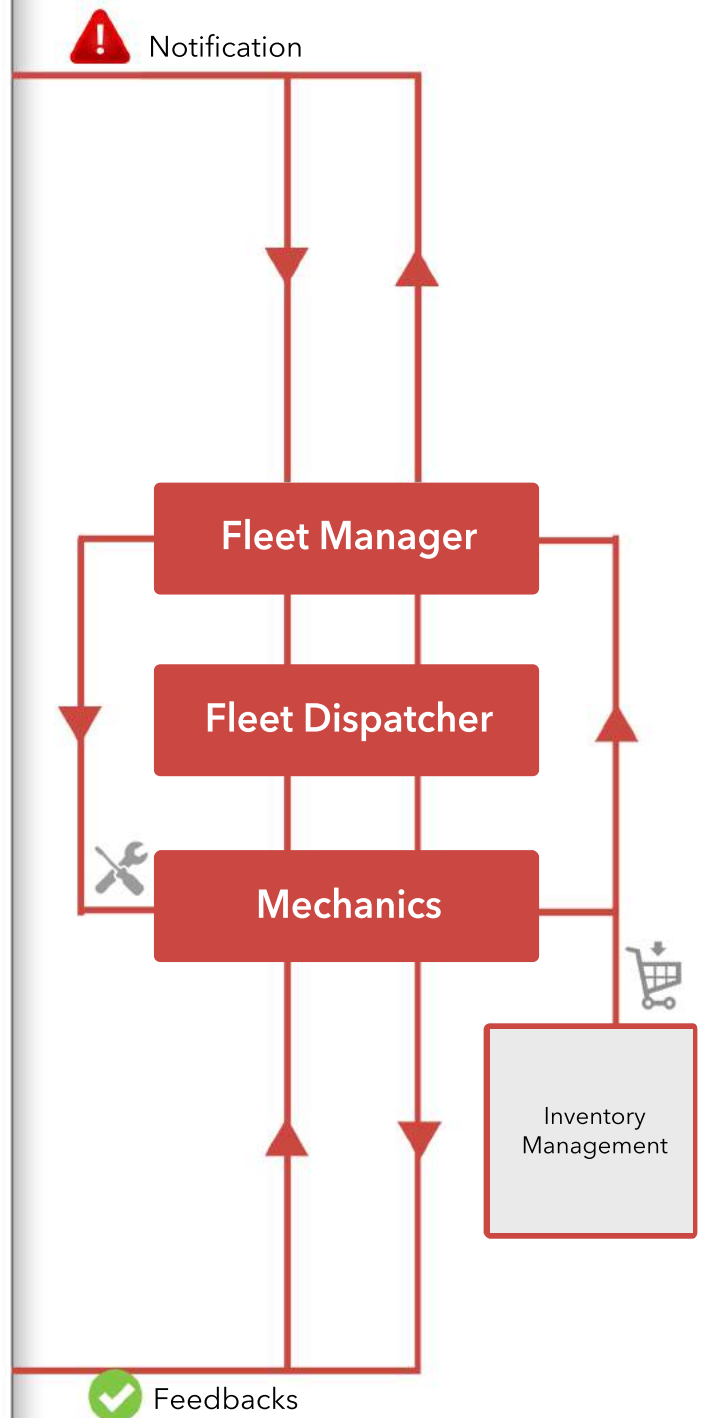 Notification
Fleet Manager
Fleet Dispatcher
Mechanics
Inventory
Management
Feedbacks